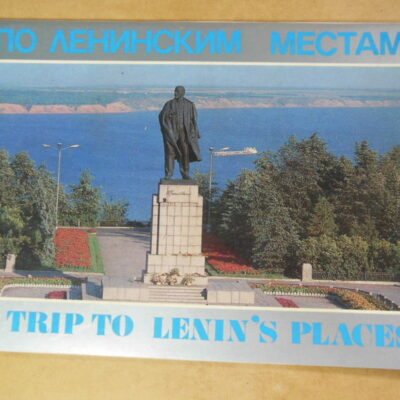 ПО ЛЕНИНСКИМ МЕСТАМ
TRIP TO LENIN'S PLACES